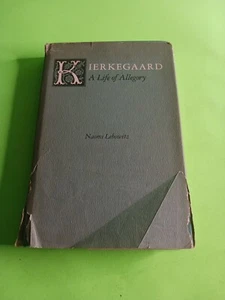 KIERKEGAARD
A Life of Allegory
Naomi Lebowitz